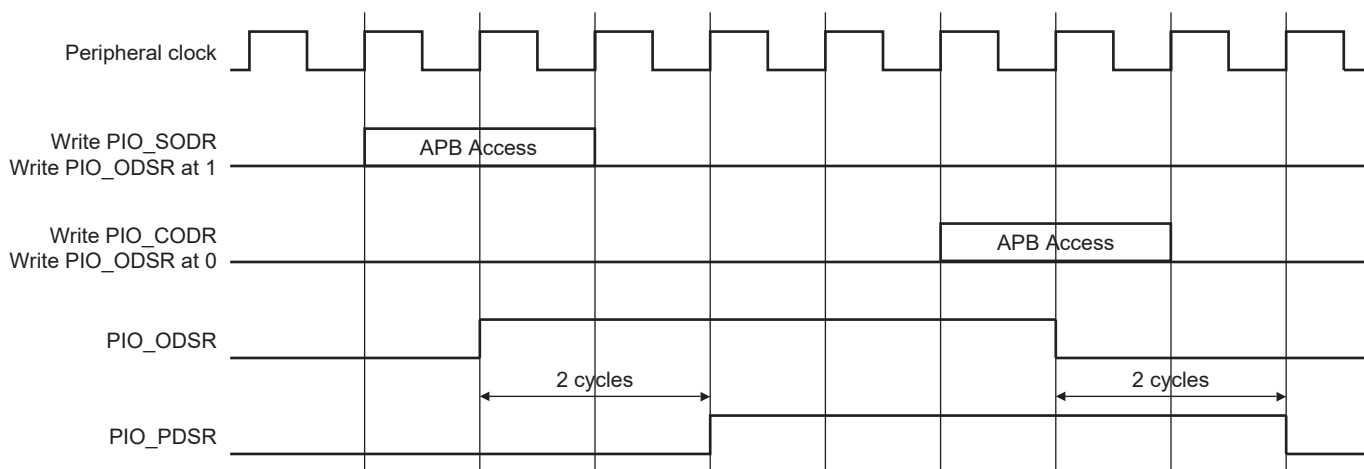 Peripheral clock
Write PIO_SODR
Write PIO_ODSR at 1
APB Access
Write PIO_CODR
Write PIO_ODSR at 0
APB Access
PIO_ODSR
2 cycles
2 cycles
PIO_PDSR